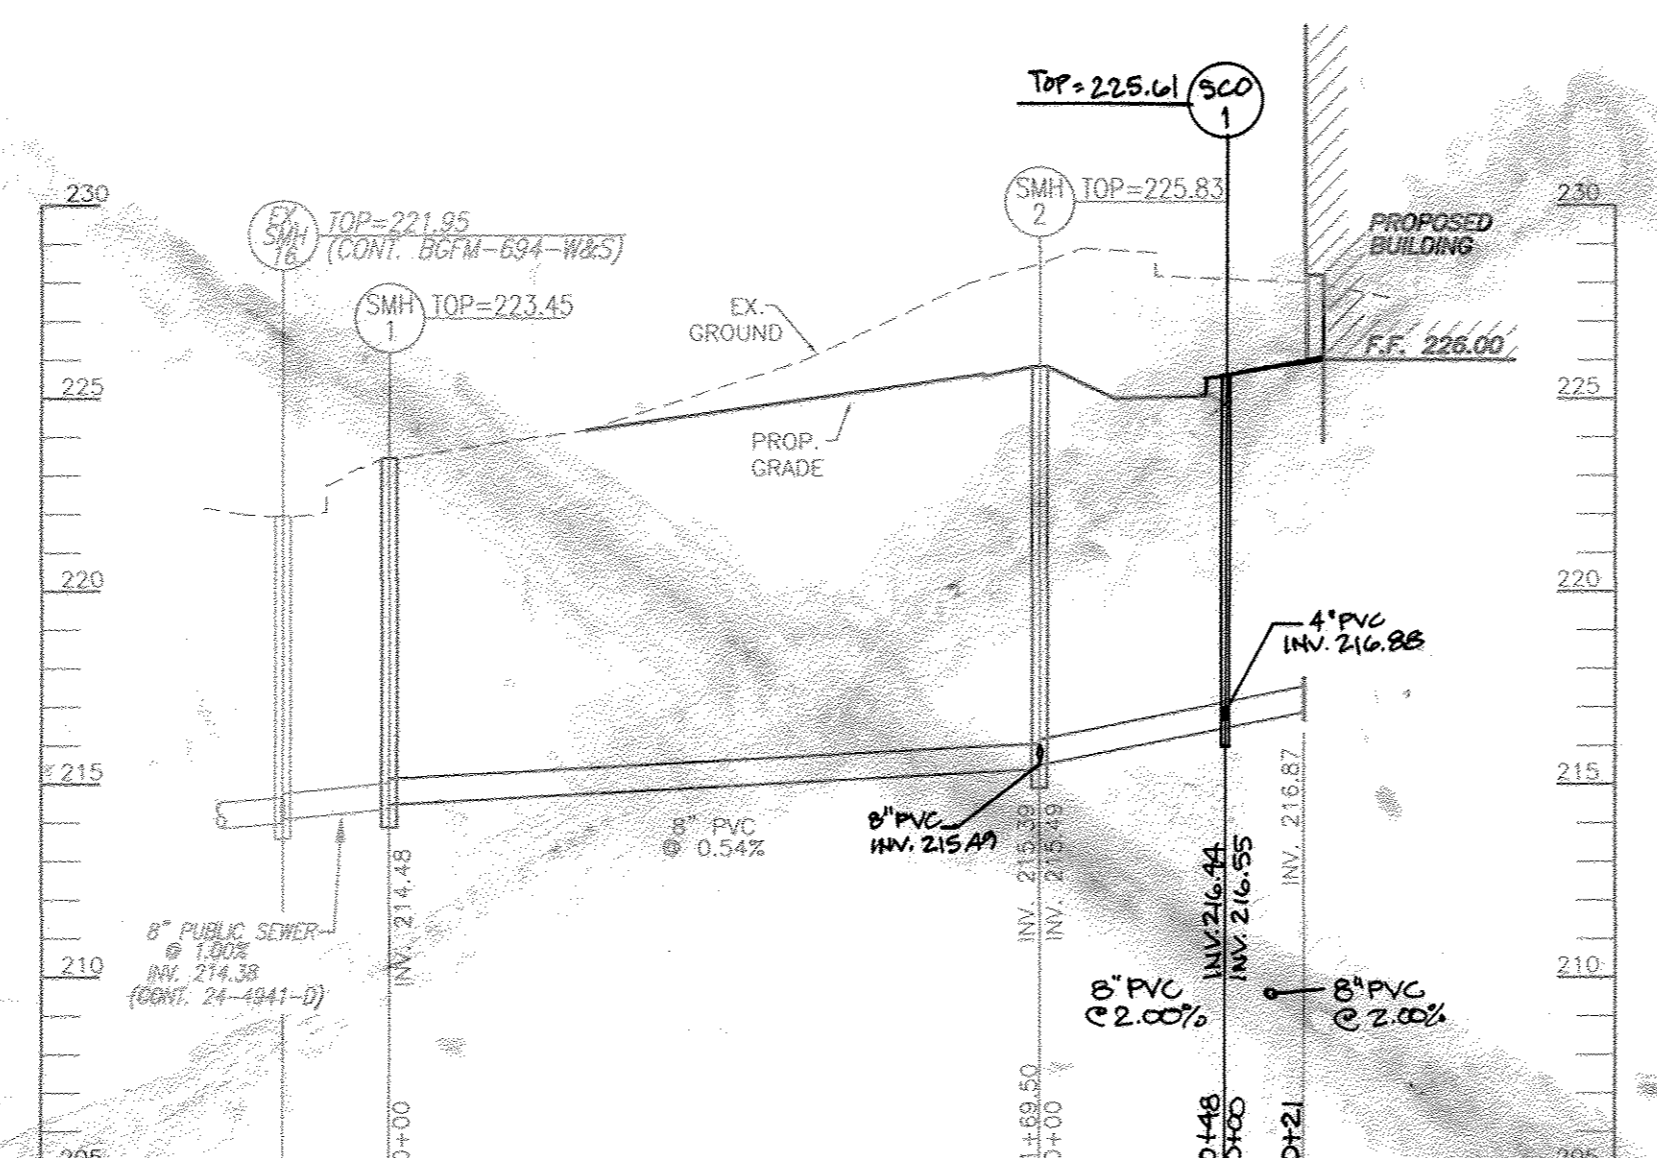 TOP=225.61
SCO
1
230
EX.
SMH
16
TOP=221.95
(CONT. BGFM-694-W&S)
SMH
2
TOP=225.83
230
PROPOSED
BUILDING
SMH
1
TOP=223.45
EX.
GROUND
F.F. 226.00
225
225
PROP.
GRADE
220
220
4"PVC
INV. 216.88
215
215
8" PVC
@ 0.54%
8"PVC
INV. 215.49
INV. 214.48
INV. 215.39
INV. 215.49
INV. 216.44
INV. 216.55
INV. 216.87
8" PUBLIC SEWER
@ 1.00%
INV. 214.38
(CONT. 24-4941-D)
210
210
8"PVC
@ 2.00%
8"PVC
@ 2.00%
0+00
1+69.50
0+00
0+48
0+00
0+21
205
205